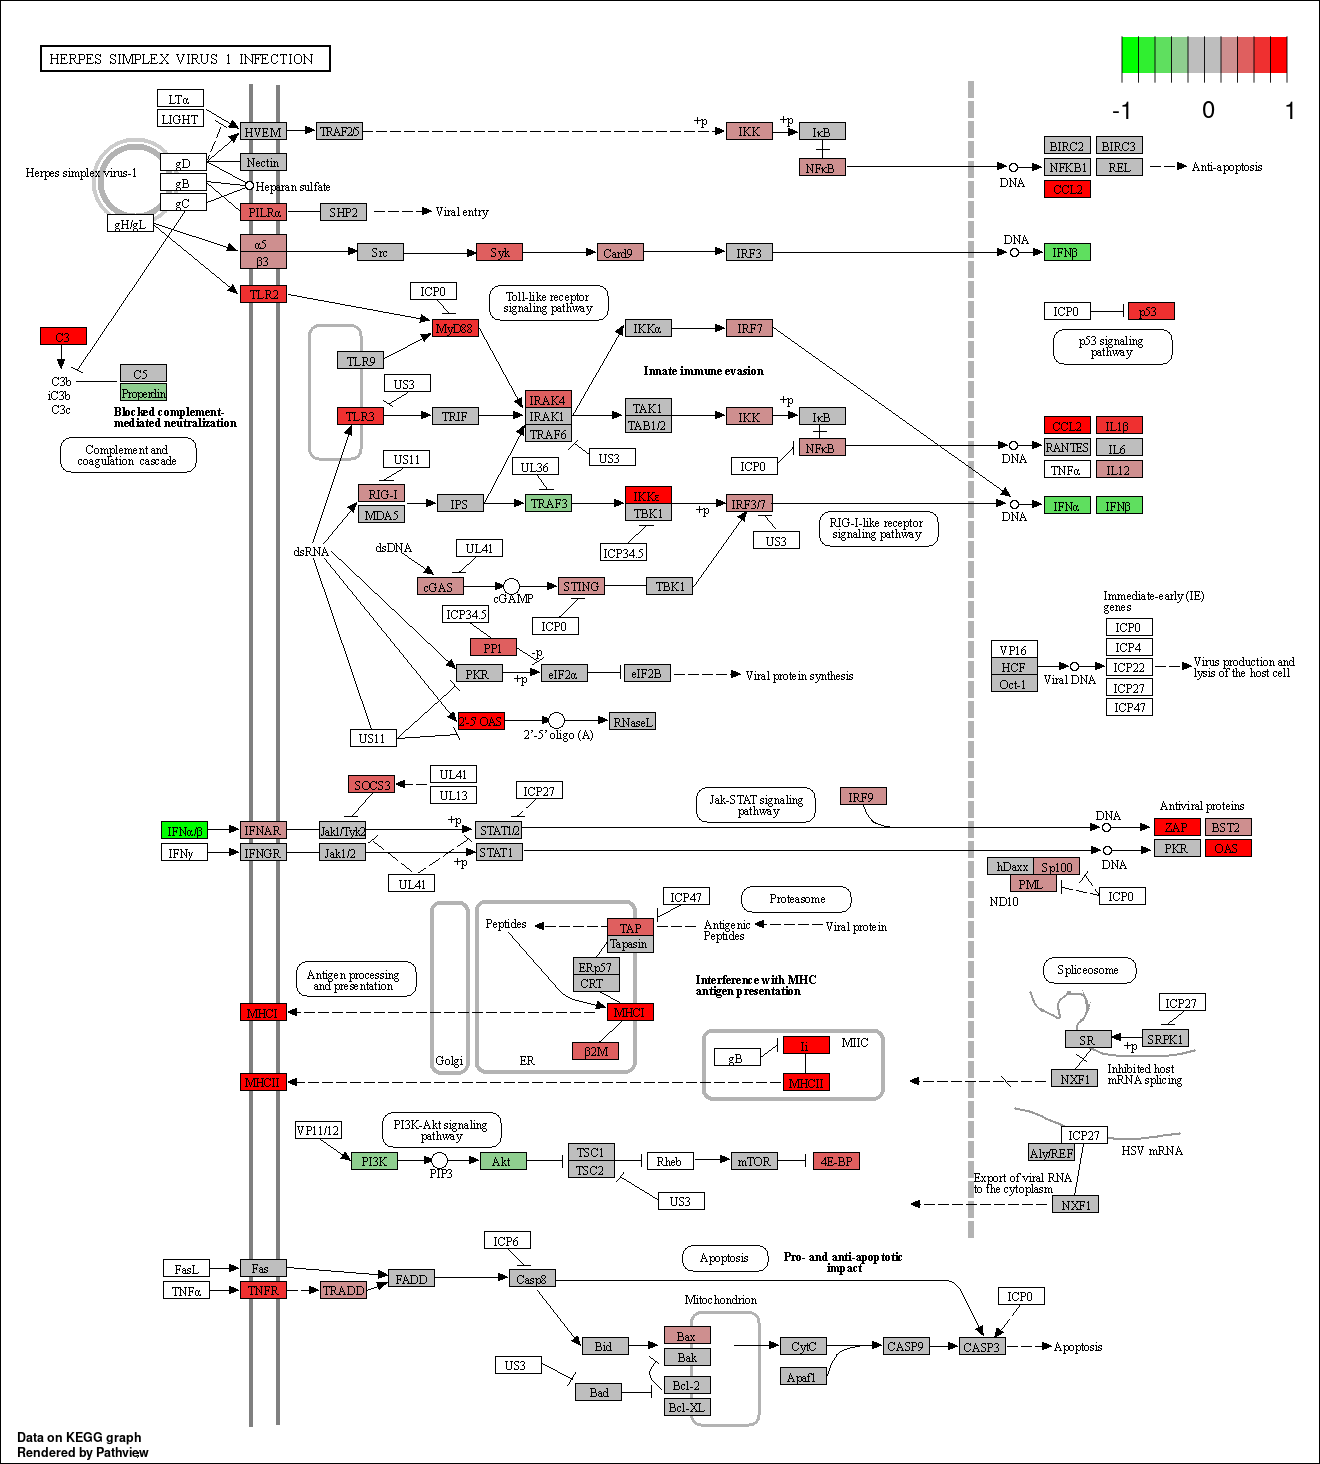 HERPES SIMPLEX VIRUS 1 INFECTION
-1 0 1
LTα
LIGHT
HVEM
TRAF2/5
+p
IKK
+p
IκB
NFκB
BIRC2 BIRC3
NFKB1 REL
CCL2
Anti-apoptosis
DNA
Herpes simplex virus-1
gD
gB
gC
gH/gL
Nectin
Heparan sulfate
PILRα
SHP2
Viral entry
α5
β3
Src
Syk
Card9
IRF3
DNA
IFNβ
TLR2
ICP0
Toll-like receptor
signaling pathway
MyD88
IKKα
IRF7
ICP0
p53
p53 signaling
pathway
C3
C3b
iC3b
C3c
C5
Properdin
Blocked complement-
mediated neutralization
Complement and
coagulation cascade
TLR9
US3
TLR3
TRIF
IRAK4
IRAK1
TRAF6
Innate immune evasion
TAK1
TAB1/2
IKK
+p
IκB
NFκB
ICP0
US3
DNA
CCL2 IL1β
RANTES IL6
TNFα IL12
US11
UL36
RIG-I
MDA5
IPS
TRAF3
IKKε
TBK1
+p
IRF3/7
DNA
IFNα IFNβ
ICP34.5
US3
RIG-I-like receptor
signaling pathway
dsRNA
dsDNA
UL41
cGAS
cGAMP
STING
TBK1
ICP0
ICP34.5
PP1
-p
PKR
+p
eIF2α
eIF2B
Viral protein synthesis
2'-5'OAS
2'-5' oligo (A)
RNaseL
US11
Immediate-early (IE)
genes
VP16
HCF
Oct-1
Viral DNA
ICP0
ICP4
ICP22
ICP27
ICP47
Virus production and
lysis of the host cell
SOCS3
UL41
UL13
ICP27
Jak-STAT signaling
pathway
IRF9
IFNα/β
IFNAR
Jak1/Tyk2
+p
STAT1/2
DNA
Antiviral proteins
ZAP BST2
IFNγ
IFNGR
Jak1/2
+p
STAT1
DNA
PKR OAS
UL41
hDaxx Sp100
PML
ND10
ICP0
ICP47
Proteasome
Peptides
TAP
Tapasin
Antigenic
Peptides
Viral protein
ERp57
CRT
Antigen processing
and presentation
Interference with MHC
antigen presentation
MHCI
MHCI
β2M
Golgi
ER
gB
Ii
MIIC
MHCII
MHCII
Spliceosome
ICP27
SR
+p
SRPK1
Inhibited host
mRNA splicing
NXF1
VP11/12
PI3K-Akt signaling
pathway
PI3K
PIP3
Akt
TSC1
TSC2
Rheb
mTOR
4E-BP
US3
ICP27
HSV mRNA
Aly/REF
Export of viral RNA
to the cytoplasm
NXF1
ICP6
Apoptosis
Pro- and anti-apoptotic
impact
FasL
Fas
TNFα
TNFR
TRADD
FADD
Casp8
Mitochondrion
ICP0
Bid
Bax
Bak
CytC
CASP9
CASP3
Apoptosis
US3
Bad
Bcl-2
Bcl-XL
Apaf1
Data on KEGG graph
Rendered by Pathview